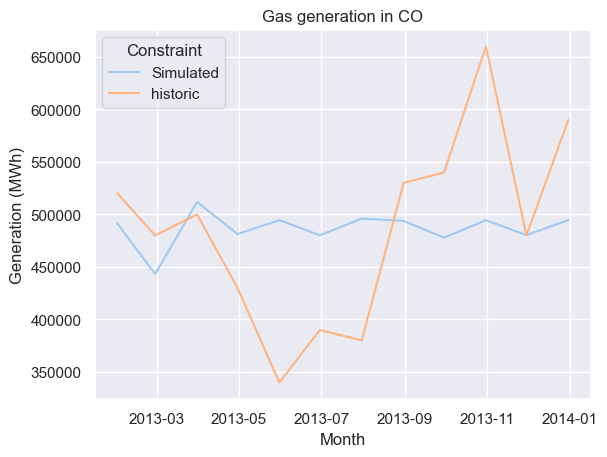 Gas generation in CO
Constraint
Simulated
historic
Generation (MWh)
650000
600000
550000
500000
450000
400000
350000
2013-03 2013-05 2013-07 2013-09 2013-11 2014-01
Month